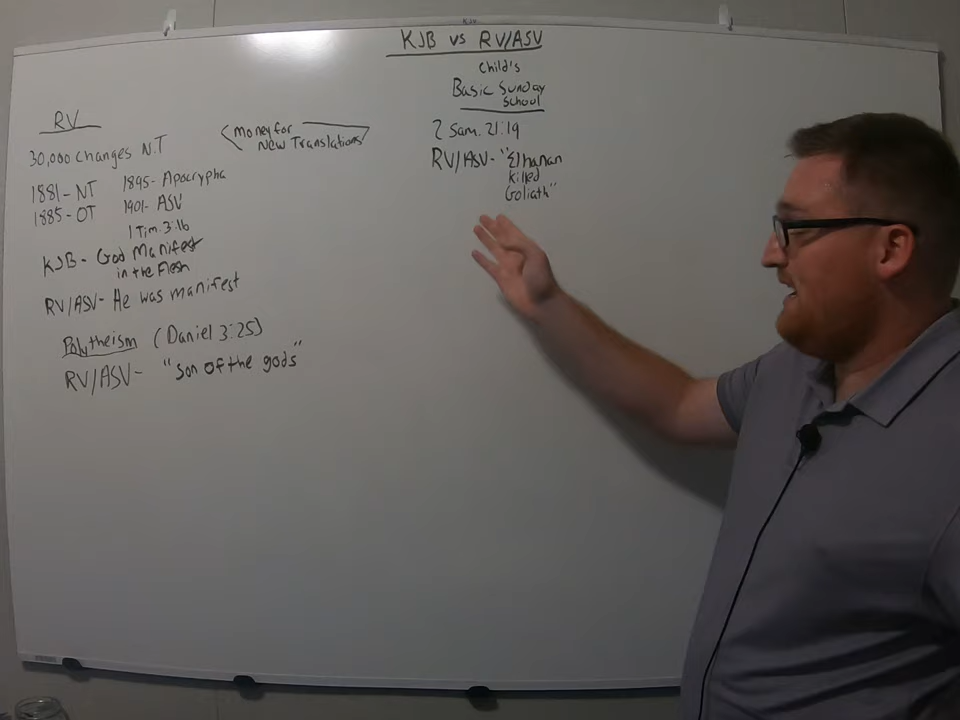 KJB vs RV/ASV
Child's
Basic Sunday
School
2 Sam. 21:19
RV/ASV- "Elhanan
killed
Goliath"
RV
30,000 changes N.T
<Money for
New Translations>
1881- NT 1895- Apocrypha
1885- OT 1901- ASV
1 Tim. 3:16
KJB- God Manifest
in the Flesh
RV/ASV- He was manifest
Polytheism (Daniel 3:25)
RV/ASV- "son of the gods"